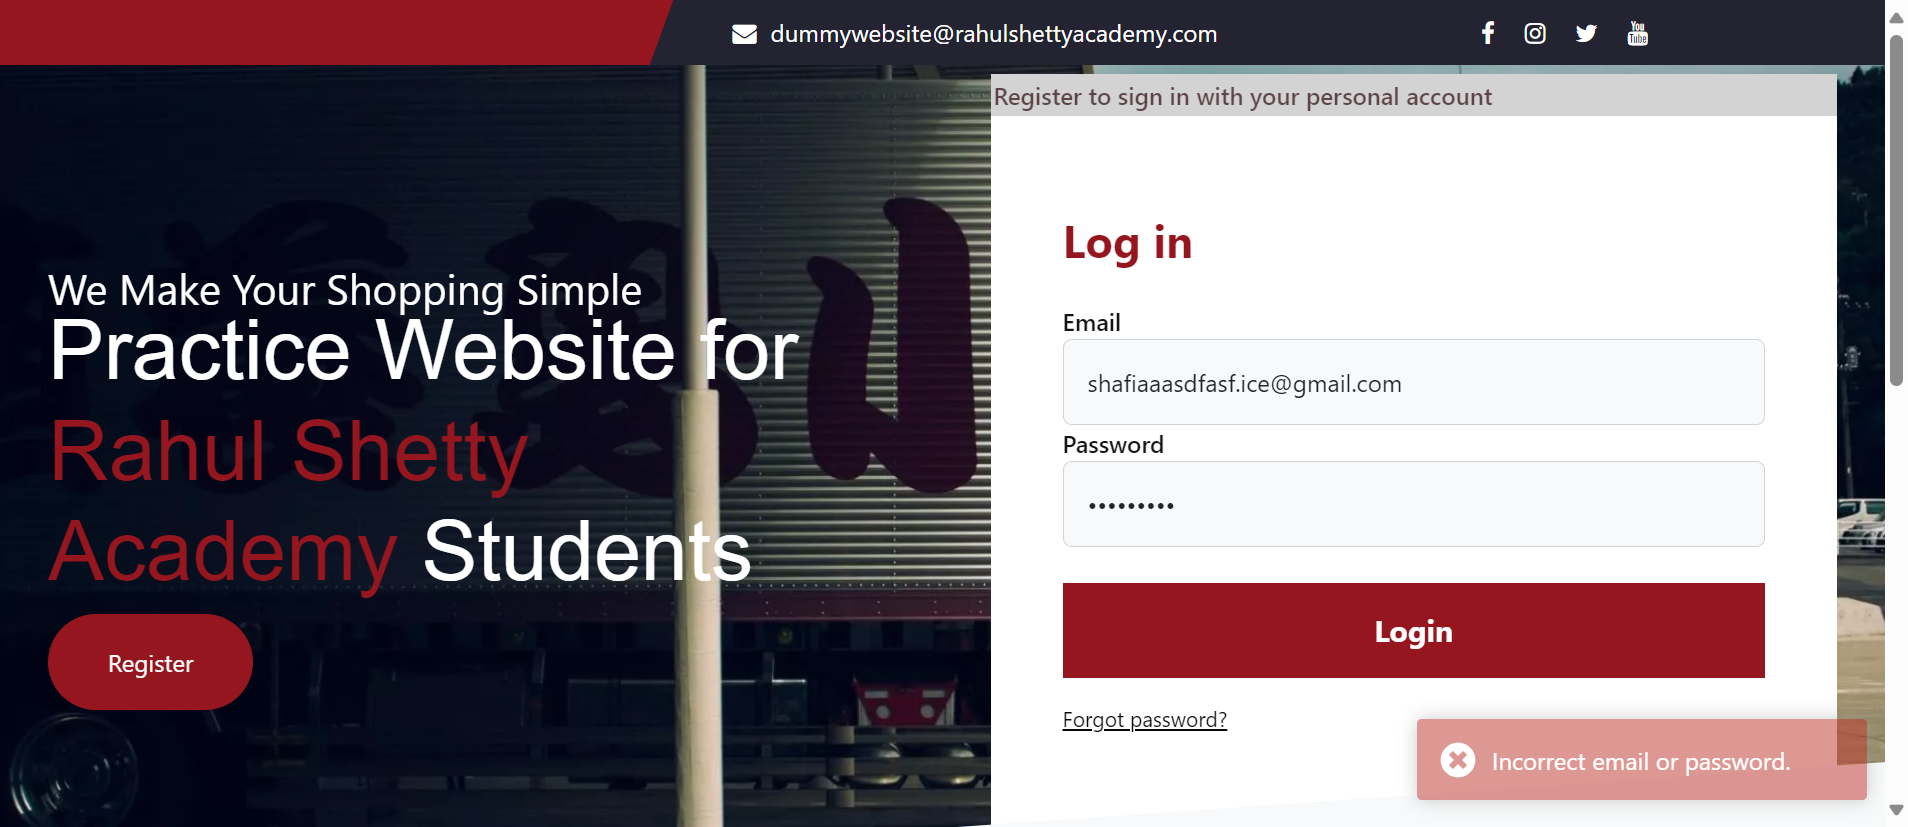 dummywebsite@rahulshettyacademy.com
You
Tube
Register to sign in with your personal account
We Make Your Shopping Simple
Practice Website for
Rahul Shetty
Academy Students
Register
Log in
Email
shafiaaasdfasf.ice@gmail.com
Password
•••••••••
Login
Forgot password?
Incorrect email or password.